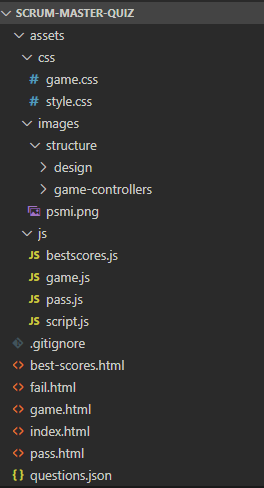 SCRUM-MASTER-QUIZ
assets
css
# game.css
# style.css
images
structure
design
game-controllers
psmi.png
js
JS bestscores.js
JS game.js
JS pass.js
JS script.js
.gitignore
<> best-scores.html
<> fail.html
<> game.html
<> index.html
<> pass.html
{} questions.json